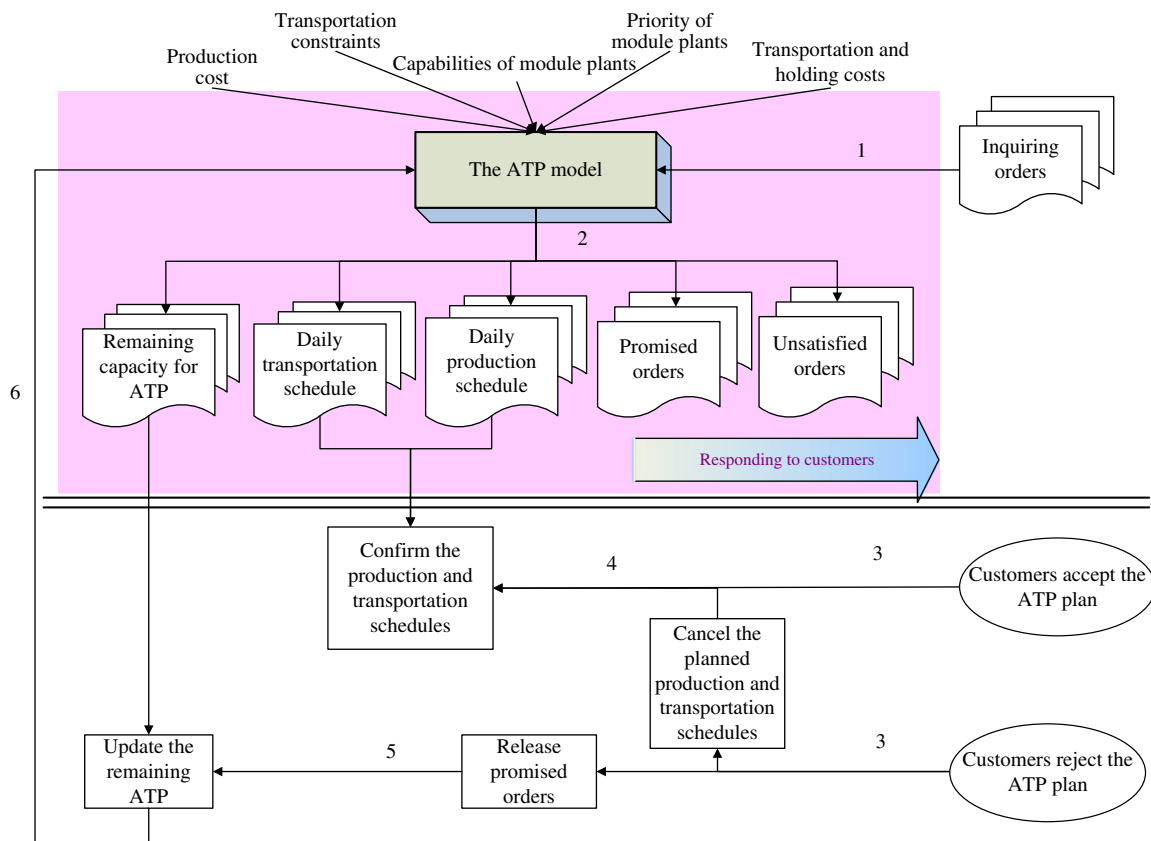 Transportation
constraints
Priority of
module plants
Production
cost
Capabilities of module plants
Transportation and
holding costs
The ATP model
1
Inquiring
orders
2
Remaining
capacity for
ATP
Daily
transportation
schedule
Daily
production
schedule
Promised
orders
Unsatisfied
orders
6
Responding to customers
Confirm the
production and
transportation
schedules
4
3
Customers accept the
ATP plan
Cancel the
planned
production and
transportation
schedules
Update the
remaining
ATP
5
Release
promised
orders
3
Customers reject the
ATP plan